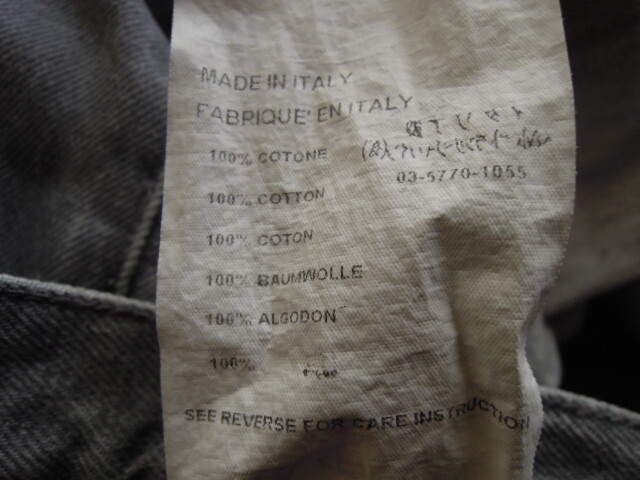 MADE IN ITALY
FABRIQUE' EN ITALY
100% COTONE
03-5770-1055
100% COTTON
100% COTON
100% BAUMWOLLE
100% ALGODON
100%
SEE REVERSE FOR CARE INSTRUCTION